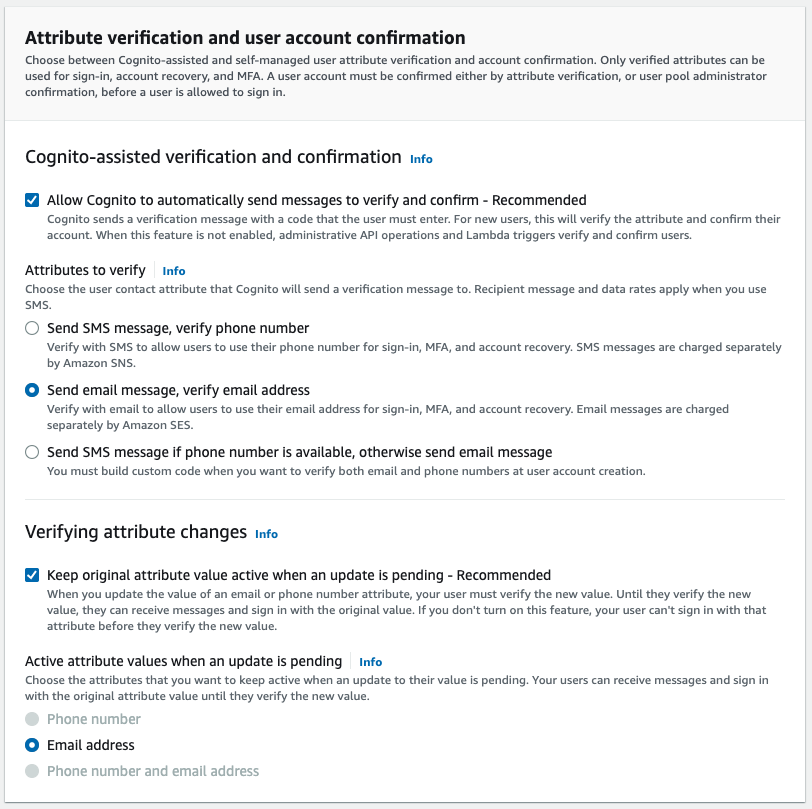 Attribute verification and user account confirmation
Choose between Cognito-assisted and self-managed user attribute verification and account confirmation. Only verified attributes can be
used for sign-in, account recovery, and MFA. A user account must be confirmed either by attribute verification, or user pool administrator
confirmation, before a user is allowed to sign in.
Cognito-assisted verification and confirmation Info
Allow Cognito to automatically send messages to verify and confirm - Recommended
Cognito sends a verification message with a code that the user must enter. For new users, this will verify the attribute and confirm their
account. When this feature is not enabled, administrative API operations and Lambda triggers verify and confirm users.
Attributes to verify Info
Choose the user contact attribute that Cognito will send a verification message to. Recipient message and data rates apply when you use
SMS.
Send SMS message, verify phone number
Verify with SMS to allow users to use their phone number for sign-in, MFA, and account recovery. SMS messages are charged separately
by Amazon SNS.
Send email message, verify email address
Verify with email to allow users to use their email address for sign-in, MFA, and account recovery. Email messages are charged
separately by Amazon SES.
Send SMS message if phone number is available, otherwise send email message
You must build custom code when you want to verify both email and phone numbers at user account creation.
Verifying attribute changes Info
Keep original attribute value active when an update is pending - Recommended
When you update the value of an email or phone number attribute, your user must verify the new value. Until they verify the new
value, they can receive messages and sign in with the original value. If you don't turn on this feature, your user can't sign in with that
attribute before they verify the new value.
Active attribute values when an update is pending Info
Choose the attributes that you want to keep active when an update to their value is pending. Your users can receive messages and sign in
with the original attribute value until they verify the new value.
Phone number
Email address
Phone number and email address